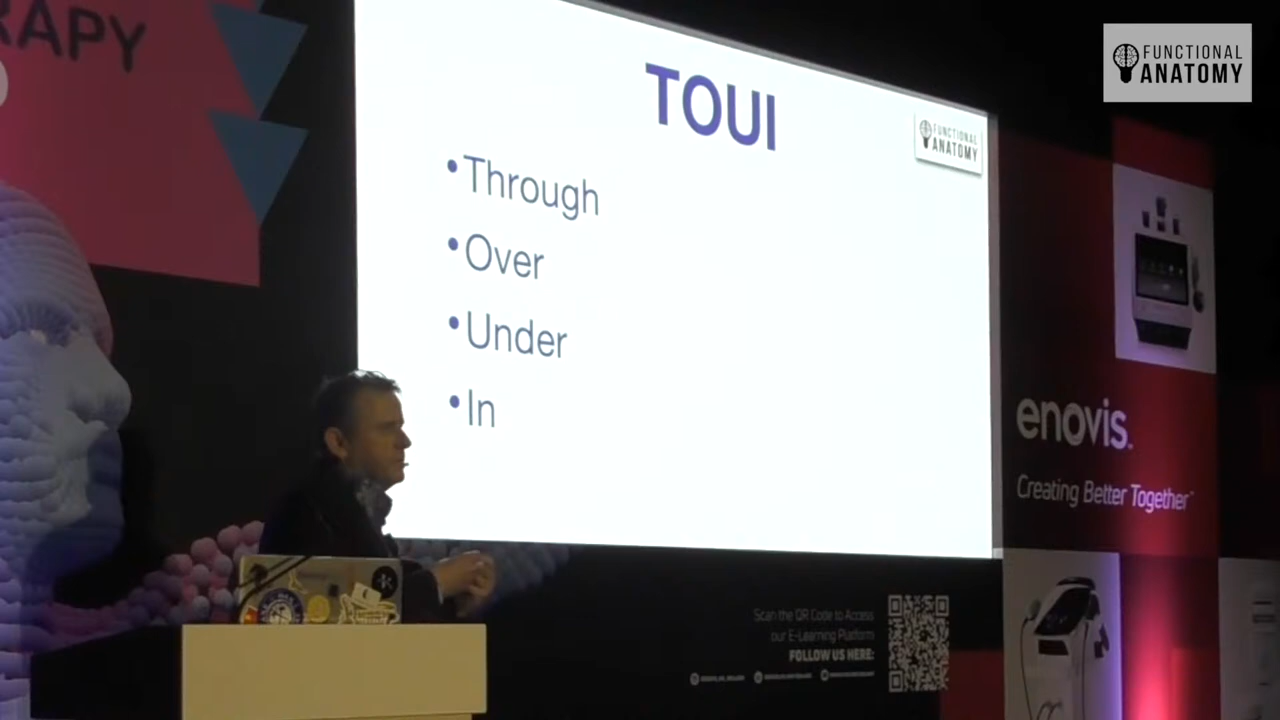 RAPY
TOUI
FUNCTIONAL
ANATOMY
•Through
•Over
•Under
•In
FUNCTIONAL
ANATOMY
enovis.
Creating Better Together™
Scan the QR Code to Access
our E-Learning Platform
FOLLOW US HERE: